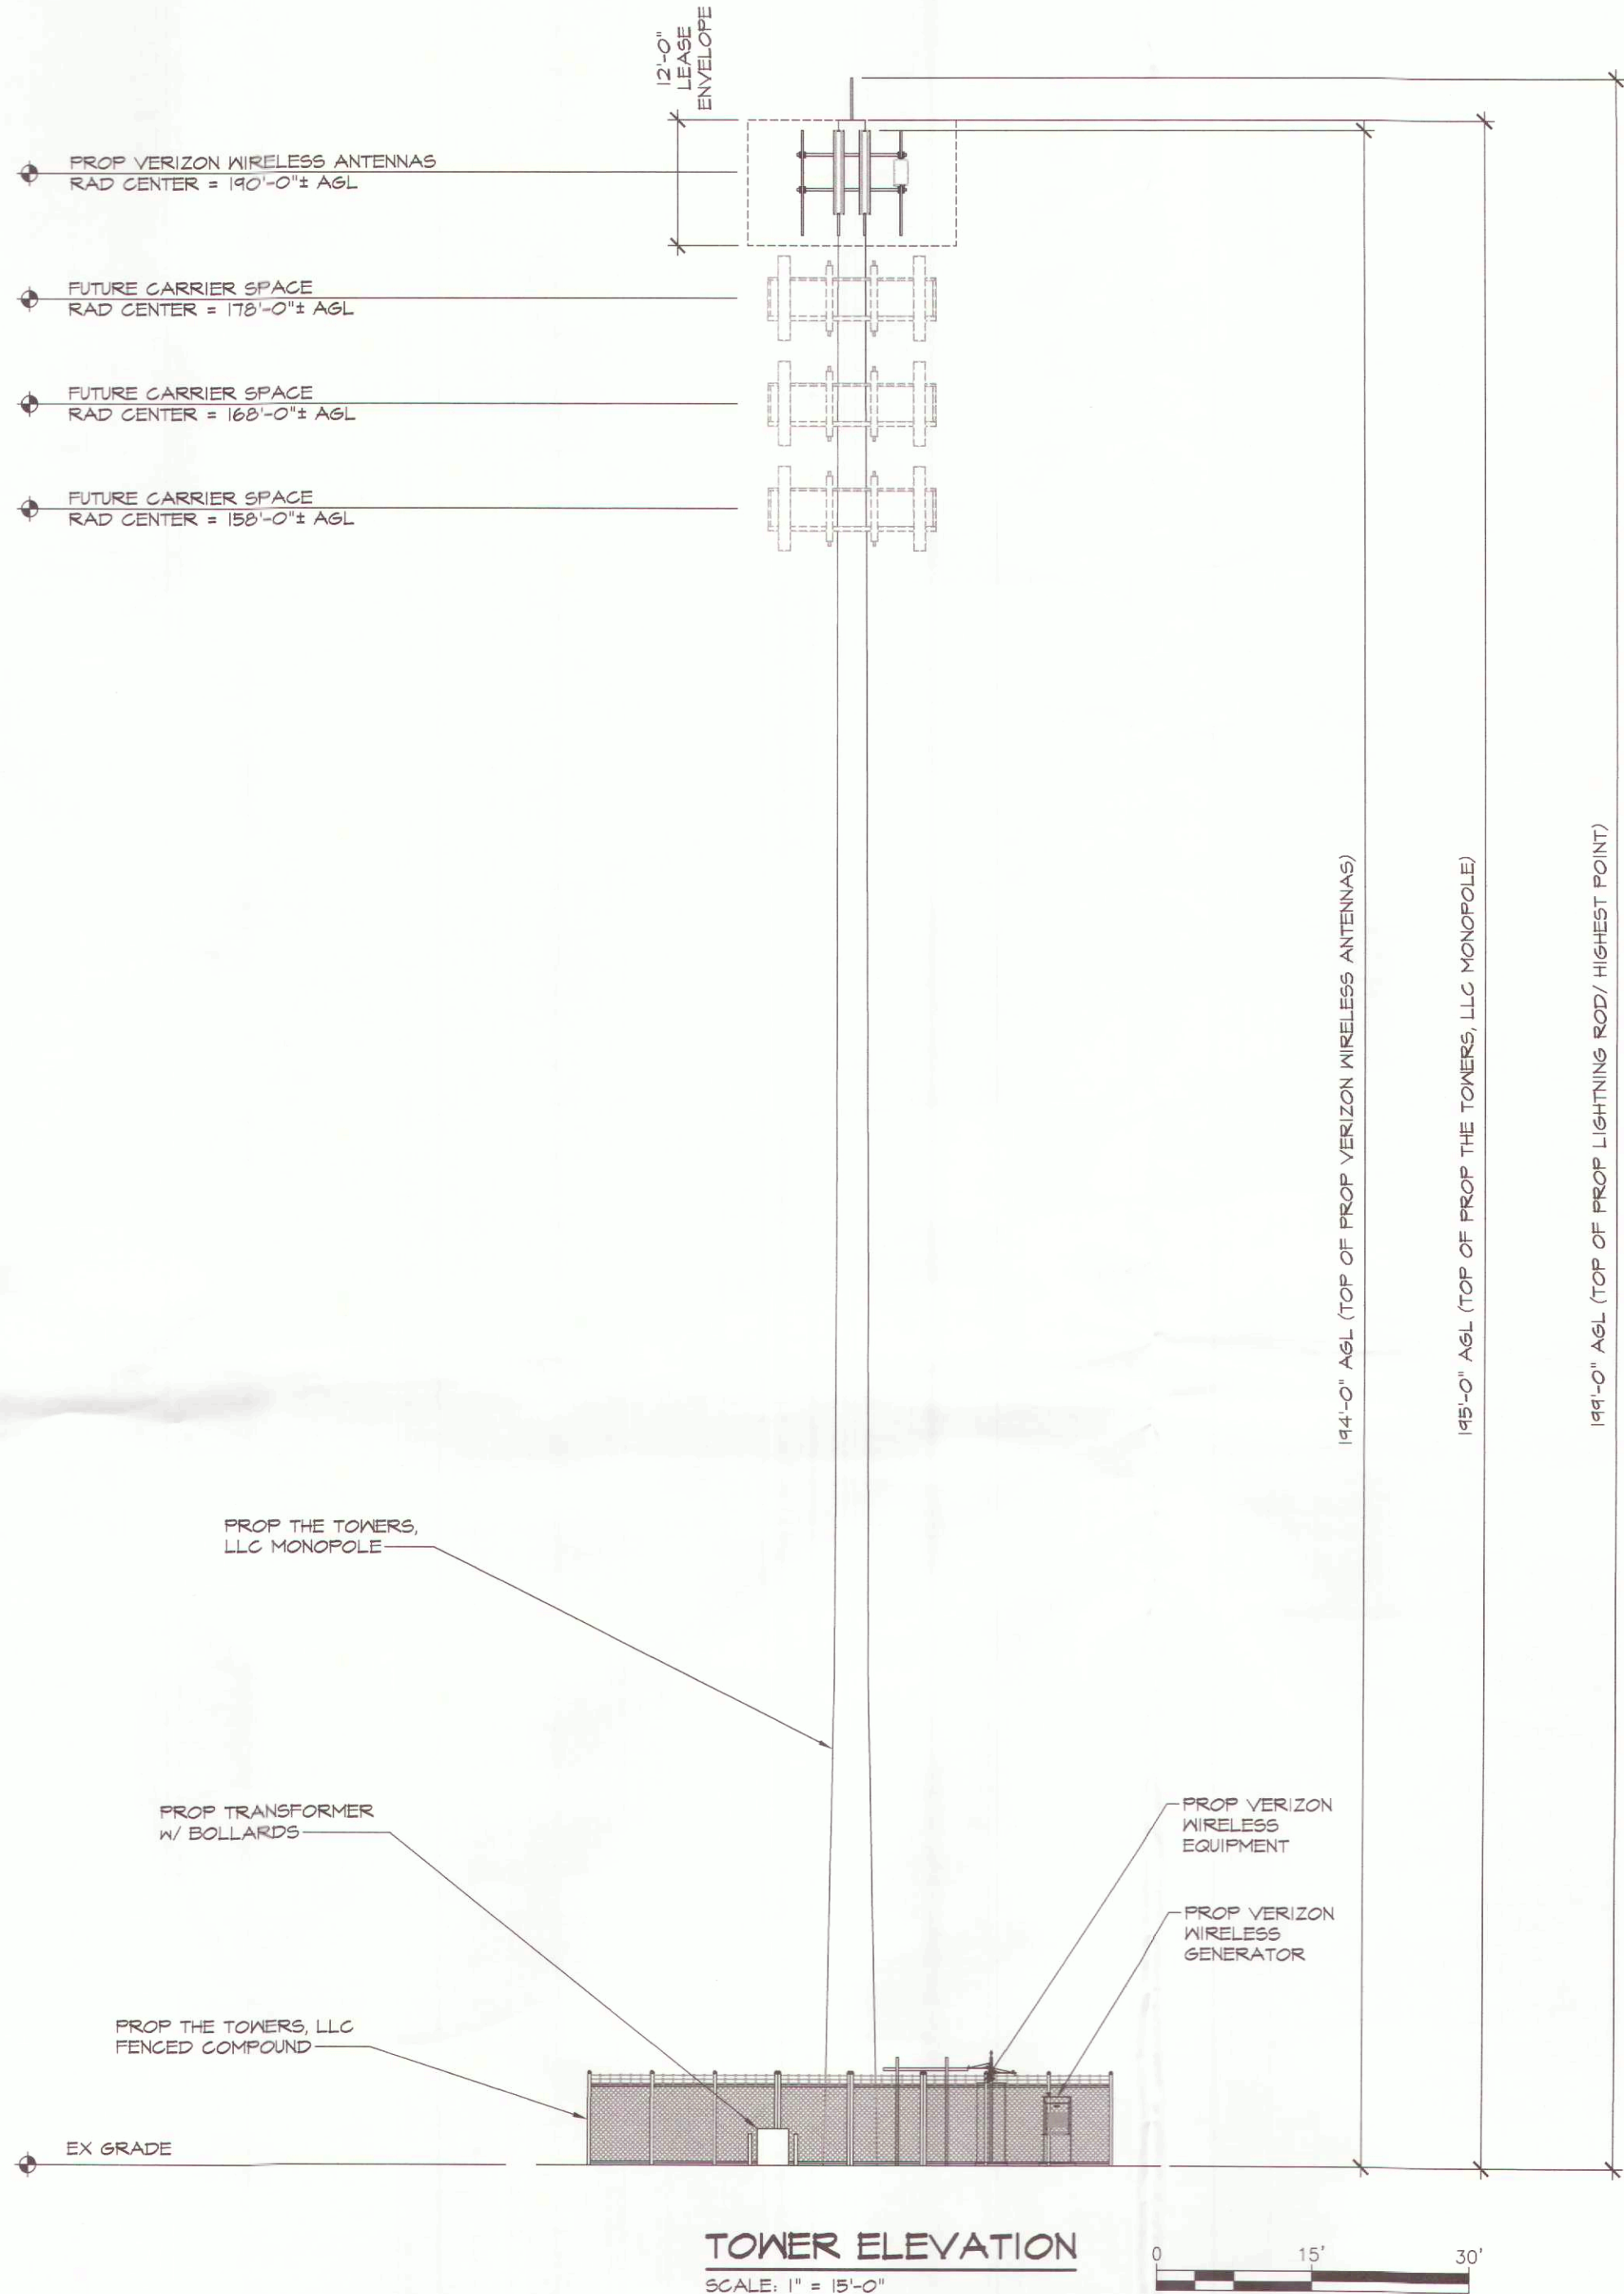 12'-0"
LEASE
ENVELOPE
PROP VERIZON WIRELESS ANTENNAS
RAD CENTER = 190'-0"± AGL
FUTURE CARRIER SPACE
RAD CENTER = 178'-0"± AGL
FUTURE CARRIER SPACE
RAD CENTER = 168'-0"± AGL
FUTURE CARRIER SPACE
RAD CENTER = 158'-0"± AGL
194'-0" AGL (TOP OF PROP VERIZON WIRELESS ANTENNAS)
195'-0" AGL (TOP OF PROP THE TOWERS, LLC MONOPOLE)
199'-0" AGL (TOP OF PROP LIGHTNING ROD/ HIGHEST POINT)
PROP THE TOWERS,
LLC MONOPOLE
PROP TRANSFORMER
W/ BOLLARDS
PROP VERIZON
WIRELESS
EQUIPMENT
PROP VERIZON
WIRELESS
GENERATOR
PROP THE TOWERS, LLC
FENCED COMPOUND
EX GRADE
TOWER ELEVATION
SCALE: 1" = 15'-0"
0 15' 30'